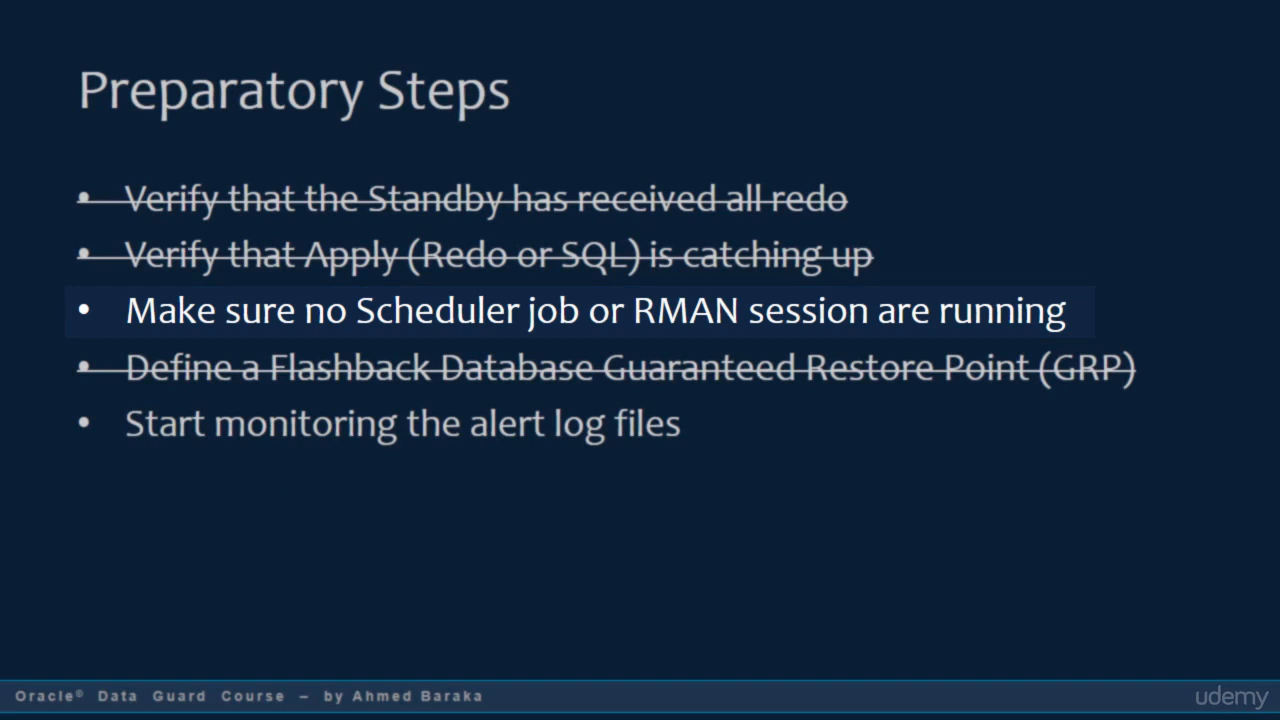 Preparatory Steps
• Verify that the Standby has received all redo
• Verify that Apply (Redo or SQL) is catching up
• Make sure no Scheduler job or RMAN session are running
• Define a Flashback Database Guaranteed Restore Point (GRP)
• Start monitoring the alert log files
Oracle® Data Guard Course – by Ahmed Baraka
udemy